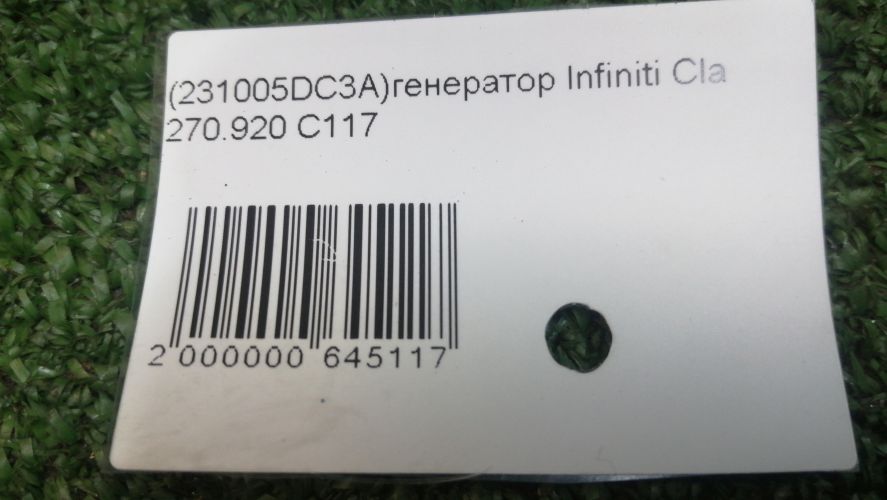 (231005DC3A)генератор Infiniti Cla
270.920 C117
2 000000 645117